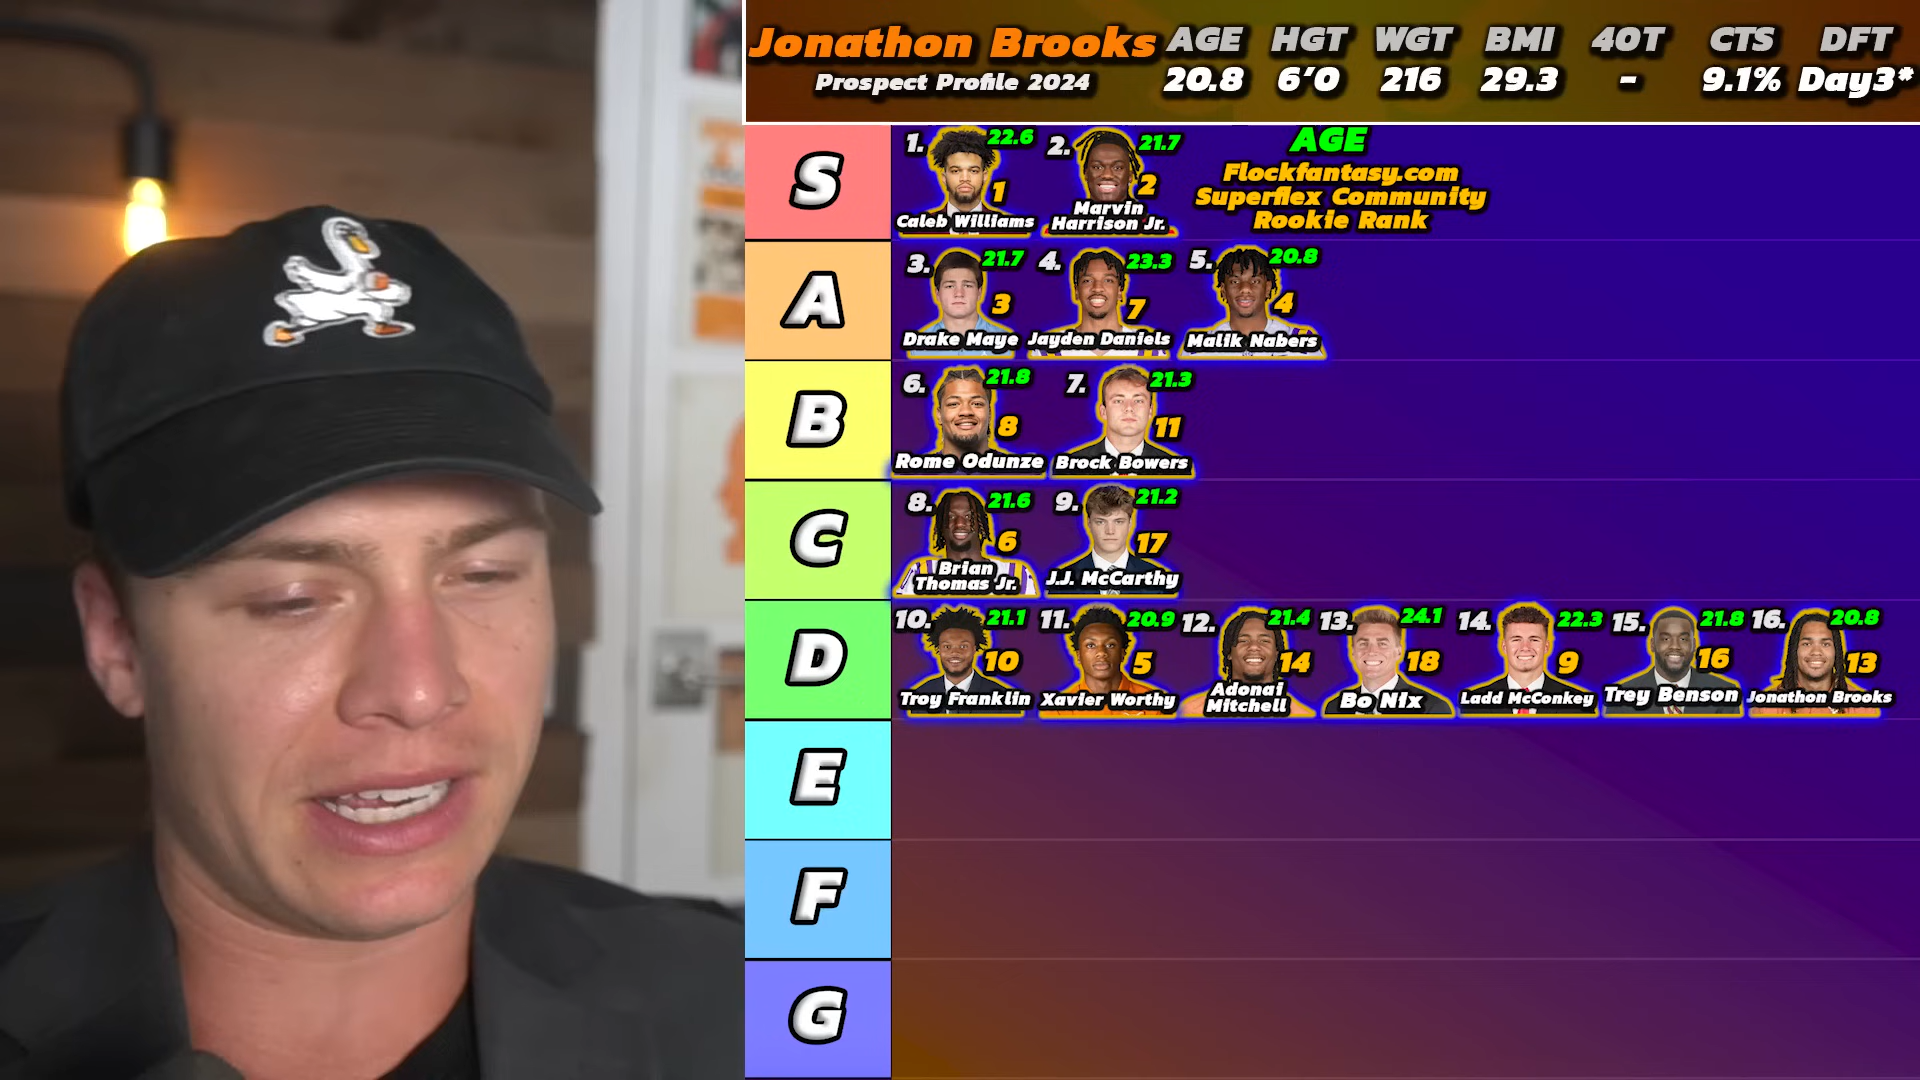 Jonathon Brooks
Prospect Profile 2024
AGE HGT WGT BMI 40T CTS DFT
20.8 6'0 216 29.3 - 9.1% Day3*
S
1. 22.6 1 Caleb Williams
2. 21.7 2 Marvin
Harrison Jr.
AGE
Flockfantasy.com
Superflex Community
Rookie Rank
A
3. 21.7 3 Drake Maye
4. 23.3 7 Jayden Daniels
5. 20.8 4 Malik Nabers
B
6. 21.8 8 Rome Odunze
7. 21.3 11 Brock Bowers
C
8. 21.6 6 Brian
Thomas Jr.
9. 21.2 17 J.J. McCarthy
D
10. 21.1 10 Troy Franklin
11. 20.9 5 Xavier Worthy
12. 21.4 14 Adonai
Mitchell
13. 24.1 18 Bo Nix
14. 22.3 9 Ladd McConkey
15. 21.8 16 Trey Benson
16. 20.8 13 Jonathon Brooks
E
F
G